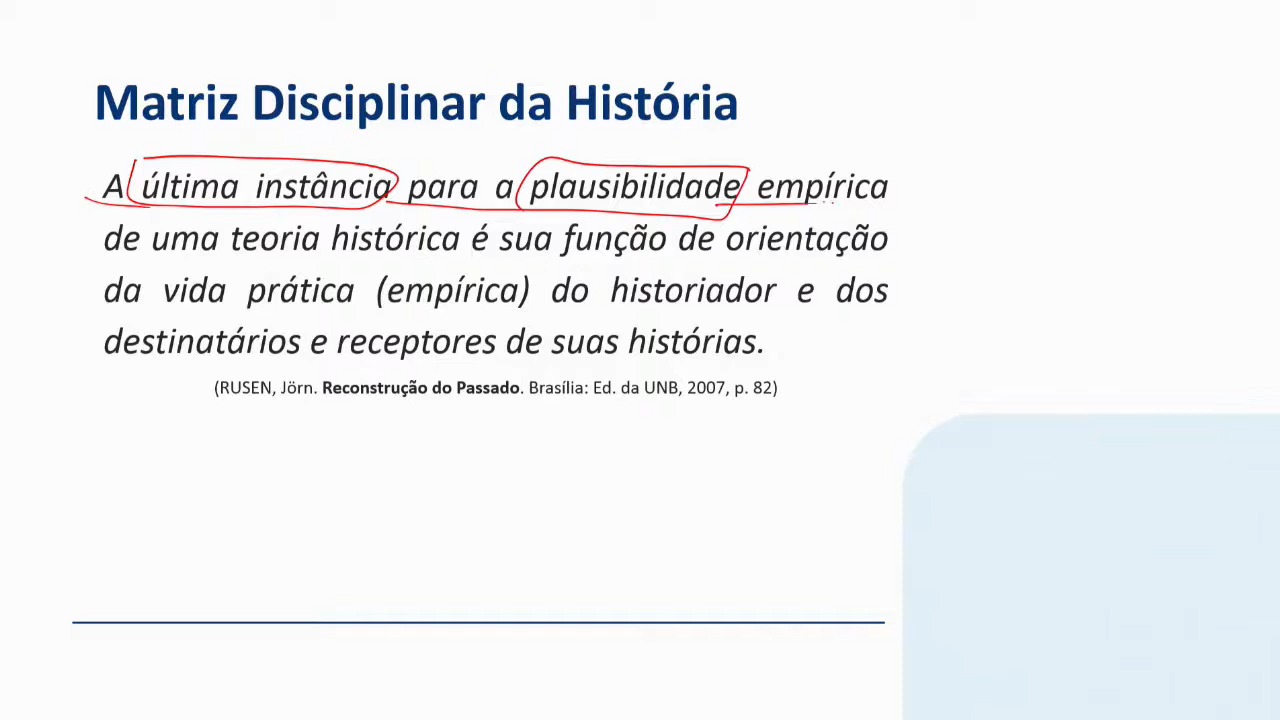 Matriz Disciplinar da História
A última instância para a plausibilidade empírica
de uma teoria histórica é sua função de orientação
da vida prática (empírica) do historiador e dos
destinatários e receptores de suas histórias.
(RUSEN, Jörn. Reconstrução do Passado. Brasília: Ed. da UNB, 2007, p. 82)